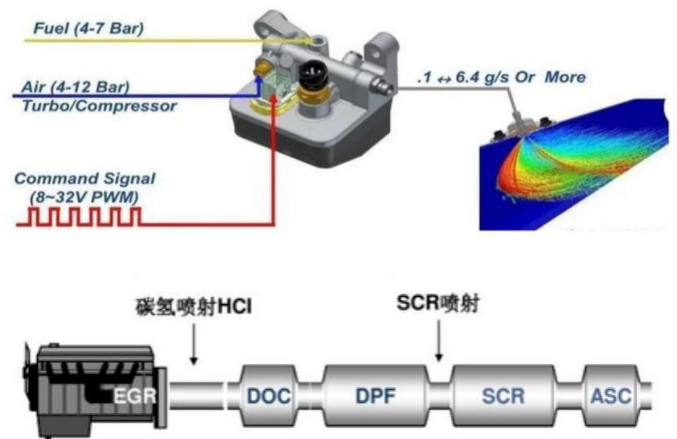 Fuel (4-7 Bar)
Air (4-12 Bar)
Turbo/Compressor
.1 ↔ 6.4 g/s Or More
Command Signal
(8~32V PWM)
碳氢喷射HCI
SCR喷射
EGR
DOC
DPF
SCR
ASC